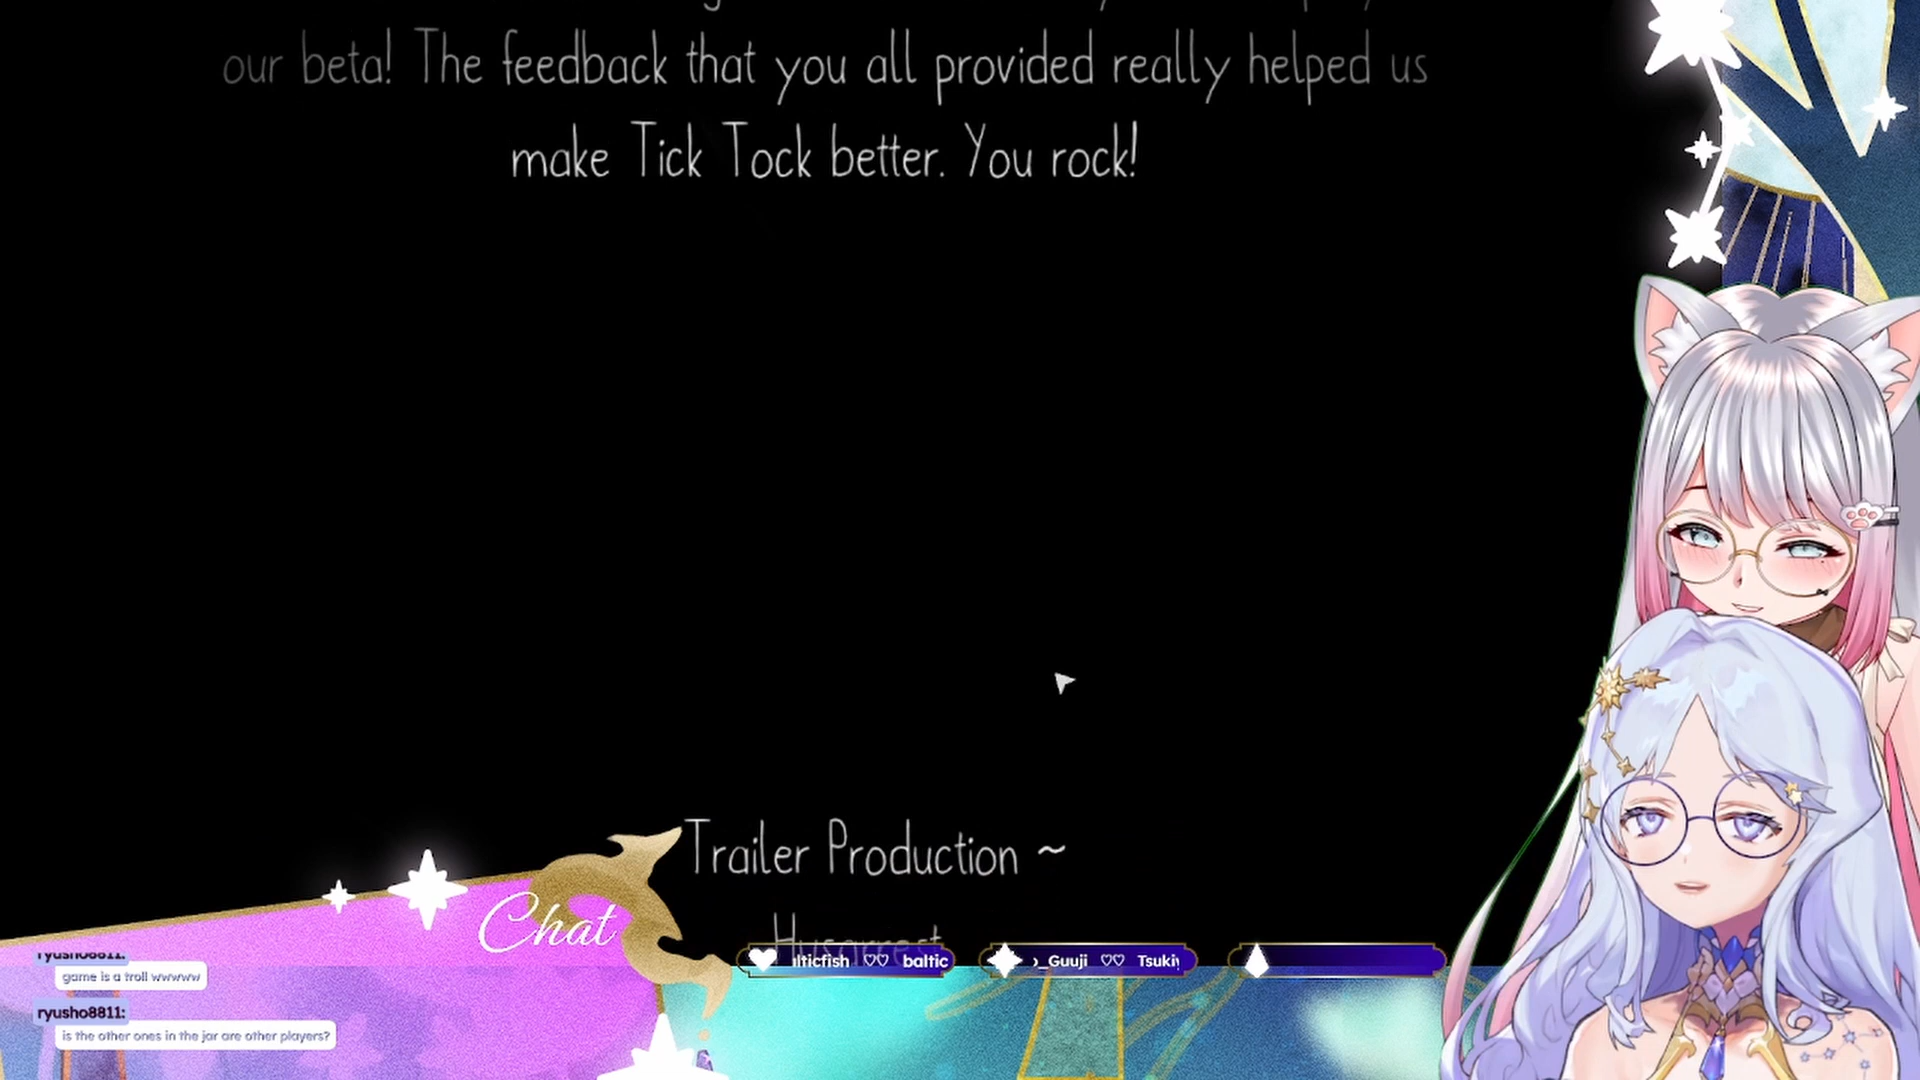 our beta! The feedback that you all provided really helped us
make Tick Tock better. You rock!
Trailer Production ~
Chat
ryusho8811:
game is a troll wwwww
ryusho8811:
is the other ones in the jar are other players?
lticfish ♡♡ baltic
_Guuji ♡♡ Tsuki